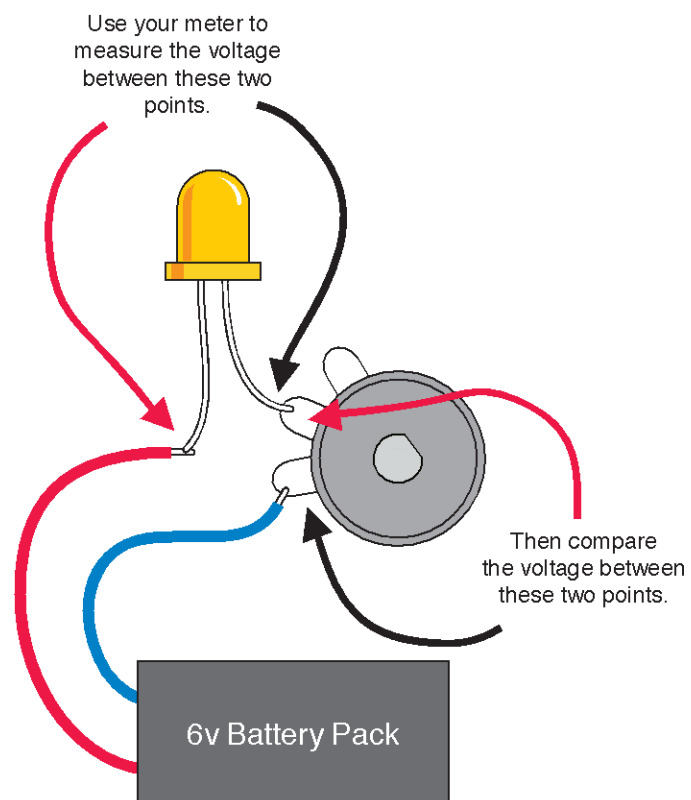 Use your meter to
measure the voltage
between these two
points.
Then compare
the voltage between
these two points.
6v Battery Pack